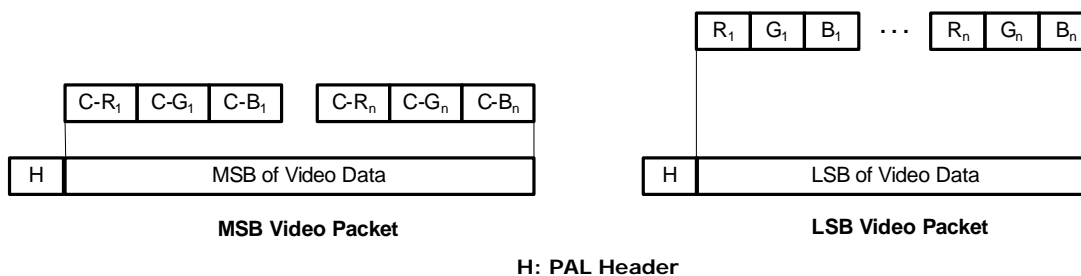 R₁ G₁ B₁ ... Rₙ Gₙ Bₙ
C-R₁ C-G₁ C-B₁ C-Rₙ C-Gₙ C-Bₙ
H MSB of Video Data
H LSB of Video Data
MSB Video Packet
LSB Video Packet
H: PAL Header